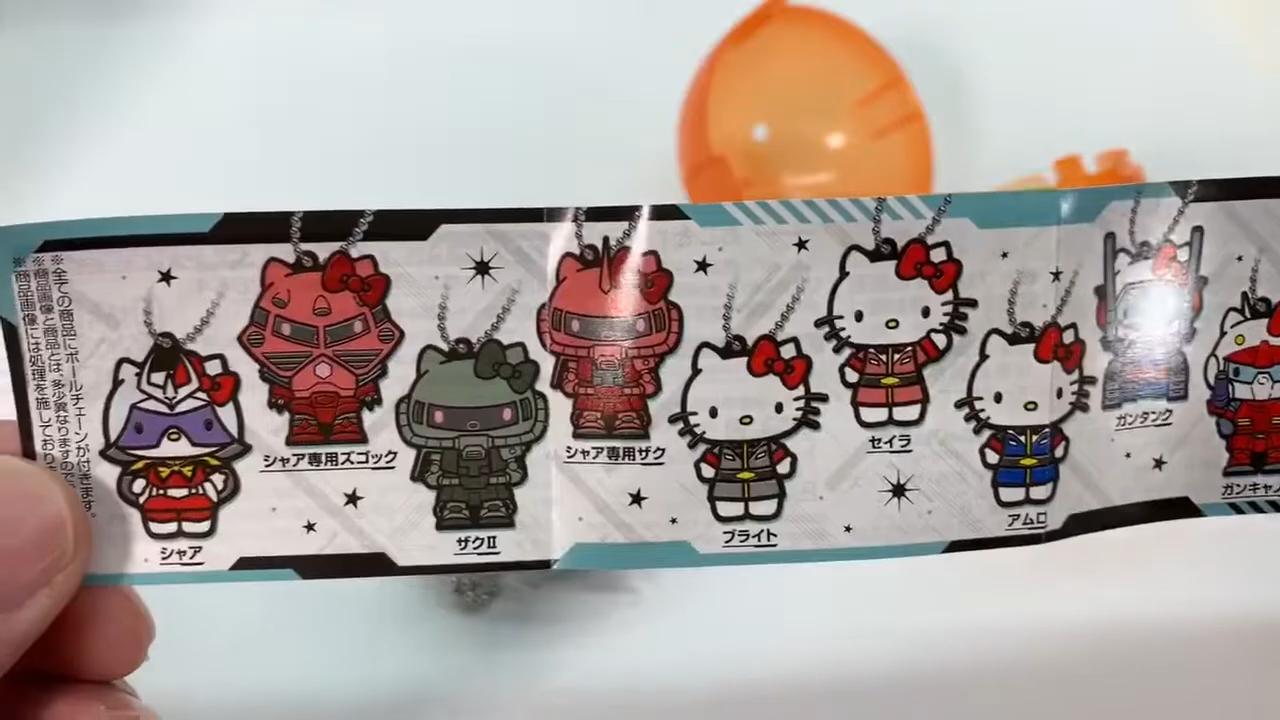 ※全ての商品にボールチェーンが付きます。
※商品画像と商品とは、多少異なりますので
※商品画像には処理を施しており
シャア
シャア専用ズゴック
ザクII
シャア専用ザク
ブライト
セイラ
アムロ
ガンタンク
ガンキャノ